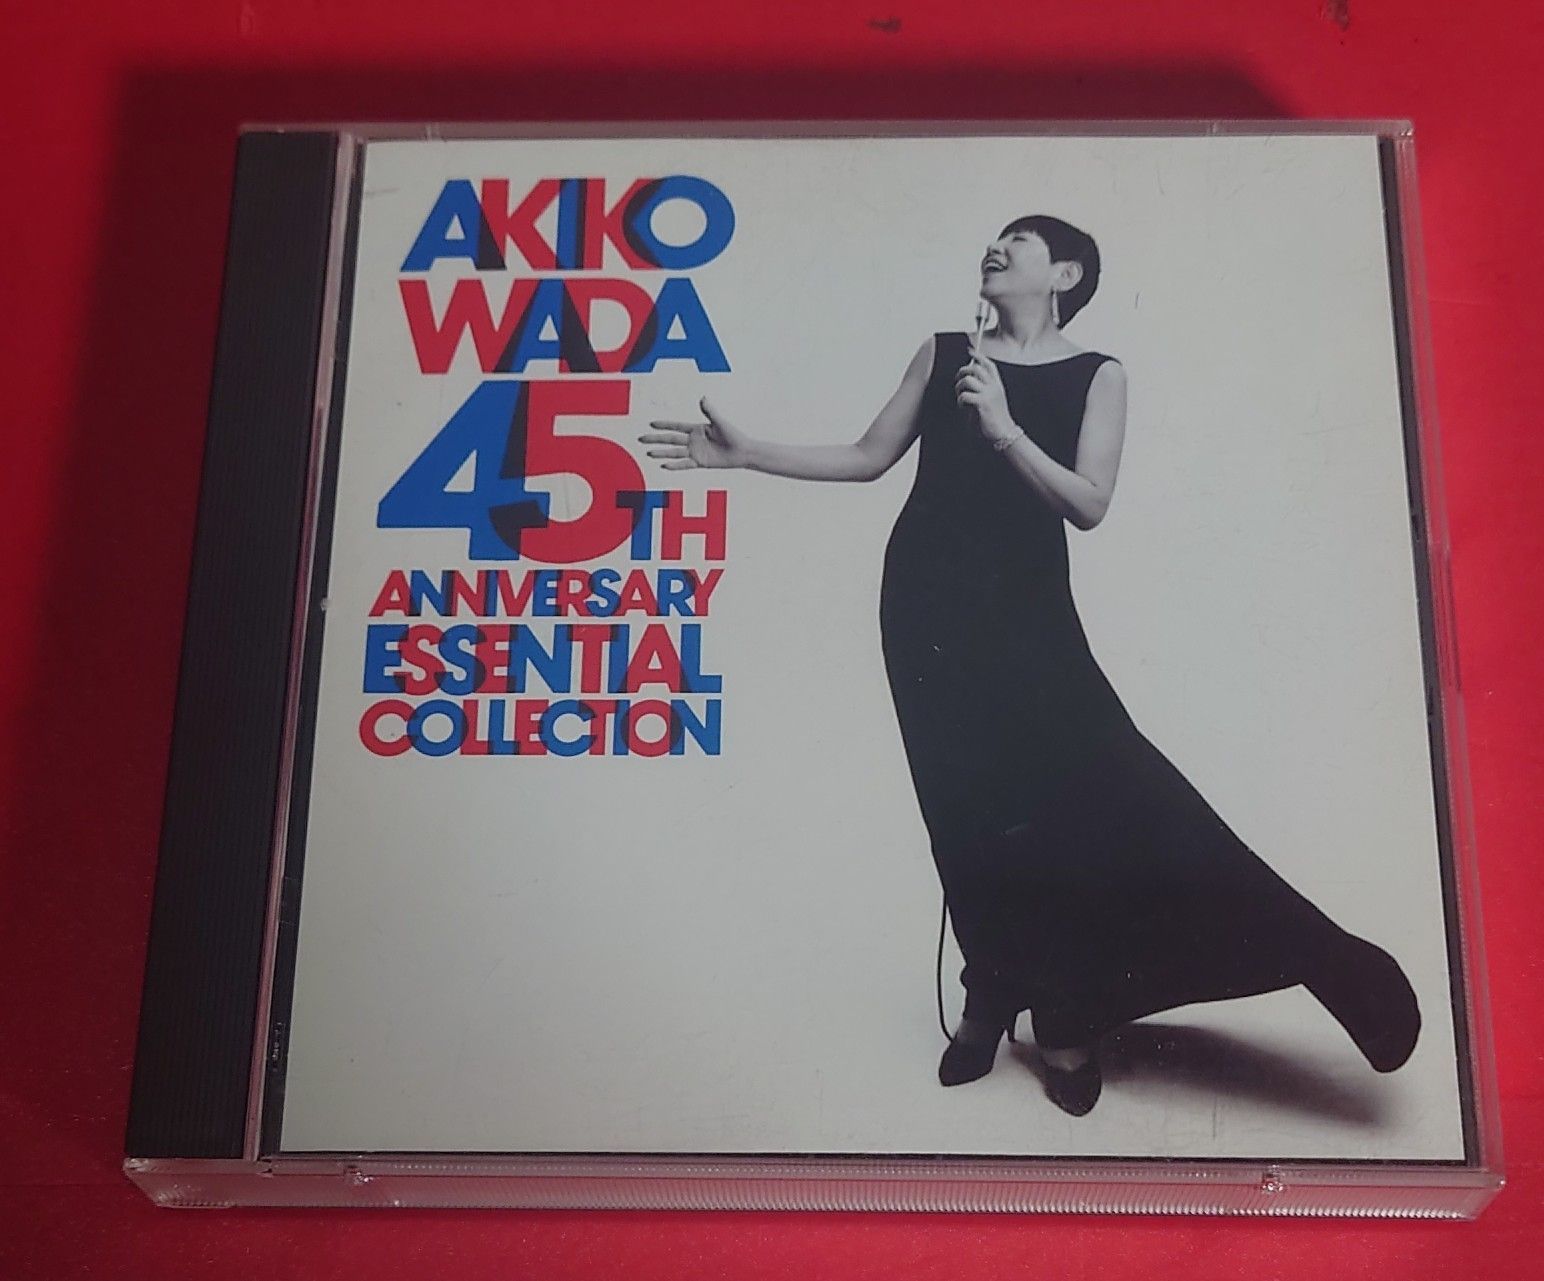 AKIKO
WADA
45TH
ANNIVERSARY
ESSENTIAL
COLLECTION